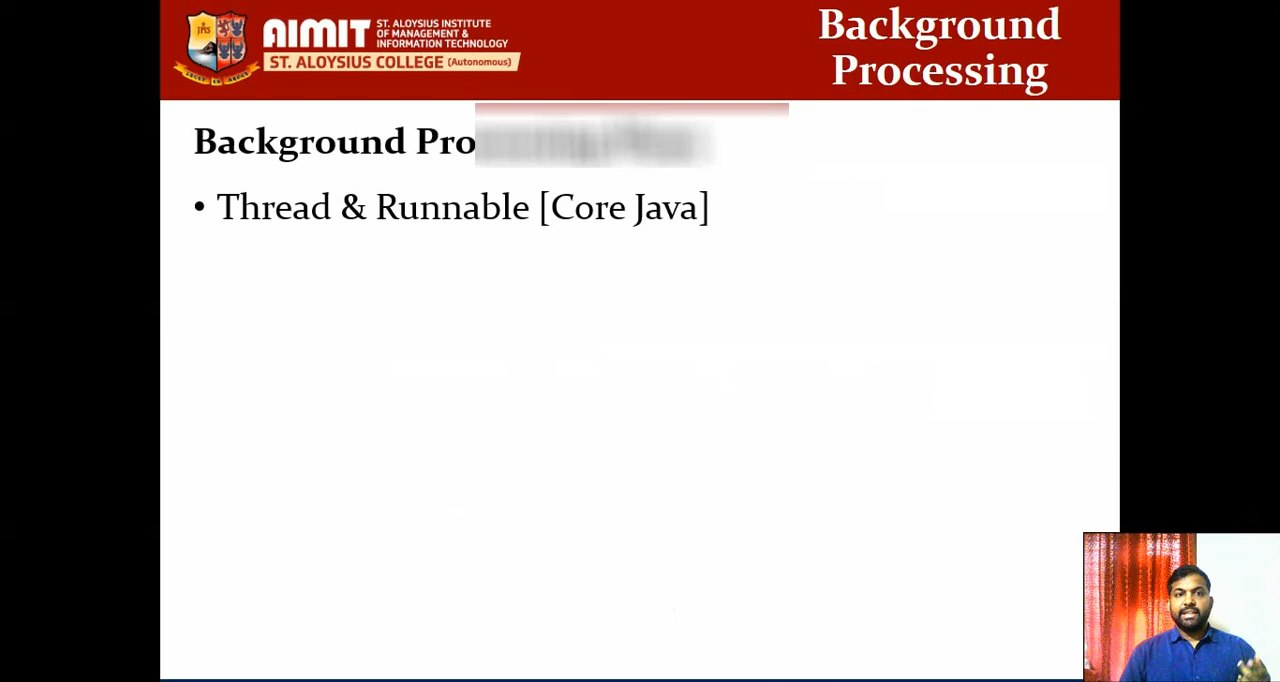 AIMIT
ST. ALOYSIUS INSTITUTE
OF MANAGEMENT &
INFORMATION TECHNOLOGY
ST. ALOYSIUS COLLEGE (Autonomous)
Background
Processing
Background Pro
• Thread & Runnable [Core Java]